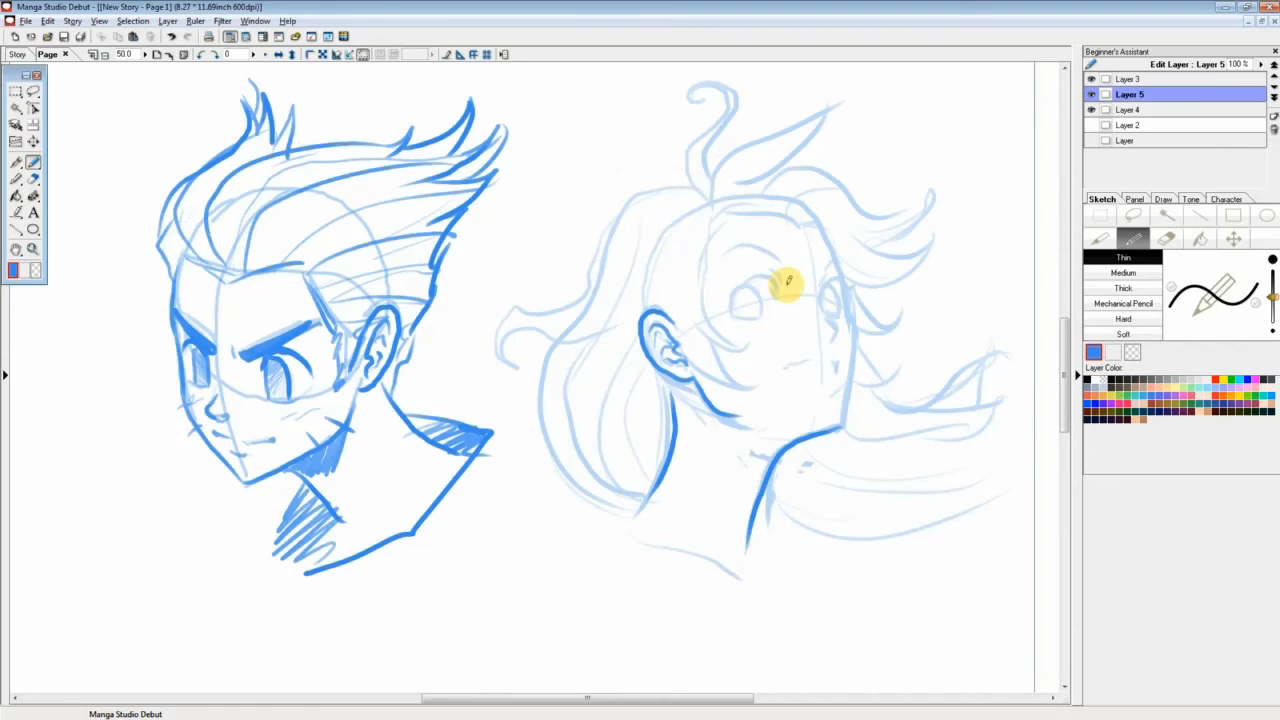 Manga Studio Debut - [[New Story - Page 1] (8.27 * 11.69inch 600dpi)]
File Edit Story View Selection Layer Ruler Filter Window Help
Story Page 50.0 0
Beginner's Assistant
Edit Layer : Layer 5 100 %
Layer 3
Layer 5
Layer 4
Layer 2
Layer
Sketch Panel Draw Tone Character
Thin
Medium
Thick
Mechanical Pencil
Hard
Soft
Layer Color:
Manga Studio Debut